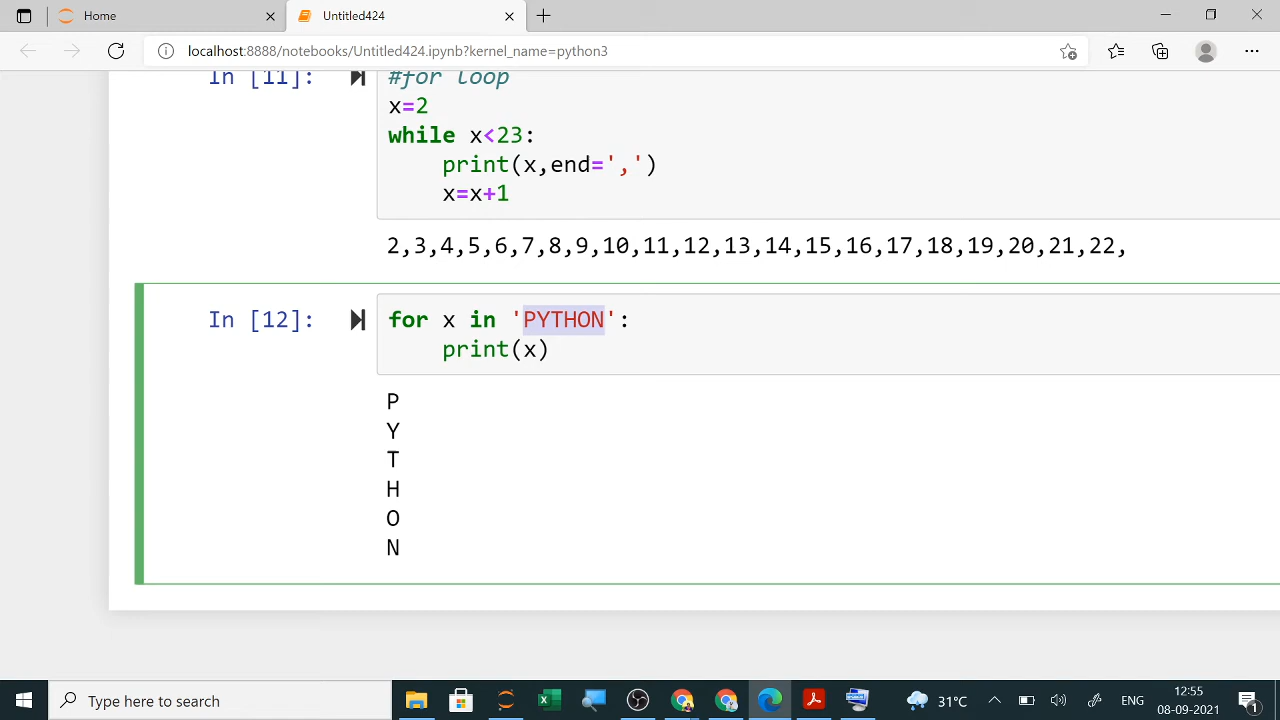 Home
Untitled424
localhost:8888/notebooks/Untitled424.ipynb?kernel_name=python3
In [11]:
#for loop
x=2
while x<23:
    print(x,end=',')
    x=x+1
2,3,4,5,6,7,8,9,10,11,12,13,14,15,16,17,18,19,20,21,22,
In [12]:
for x in 'PYTHON':
    print(x)
P
Y
T
H
O
N
Type here to search
31°C
ENG
12:55
08-09-2021
1